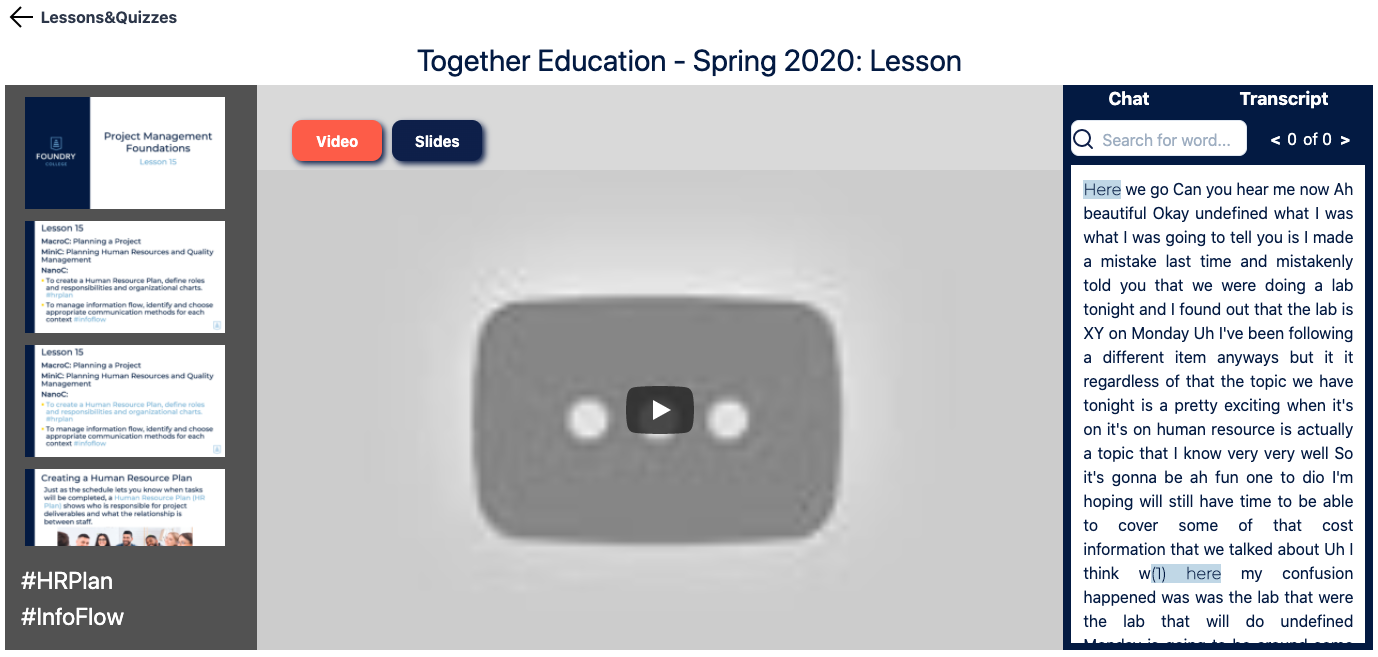 Lessons&Quizzes
Together Education - Spring 2020: Lesson
FOUNDRY
COLLEGE
Project Management
Foundations
Lesson 15
Lesson 15
MacroC: Planning a Project
MiniC: Planning Human Resources and Quality
Management
NanoC:
To create a Human Resource Plan, define roles
and responsibilities and organizational charts.
#hrplan
To manage information flow, identify and choose
appropriate communication methods for each
context #infoflow
Lesson 15
MacroC: Planning a Project
MiniC: Planning Human Resources and Quality
Management
NanoC:
To create a Human Resource Plan, define roles
and responsibilities and organizational charts.
#hrplan
To manage information flow, identify and choose
appropriate communication methods for each
context #infoflow
Creating a Human Resource Plan
Just as the schedule lets you know when tasks
will be completed, a Human Resource Plan (HR
Plan) shows who is responsible for project
deliverables and what the relationship is
between staff.
#HRPlan
#InfoFlow
Video
Slides
Chat
Transcript
Search for word...
< 0 of 0 >
Here we go Can you hear me now Ah
beautiful Okay undefined what I was
what I was going to tell you is I made
a mistake last time and mistakenly
told you that we were doing a lab
tonight and I found out that the lab is
XY on Monday Uh I've been following
a different item anyways but it it
regardless of that the topic we have
tonight is a pretty exciting when it's
on it's on human resource is actually
a topic that I know very very well So
it's gonna be ah fun one to dio I'm
hoping will still have time to be able
to cover some of that cost
information that we talked about Uh I
think w(1) here my confusion
happened was was the lab that were
the lab that will do undefined
Monday is going to be around some